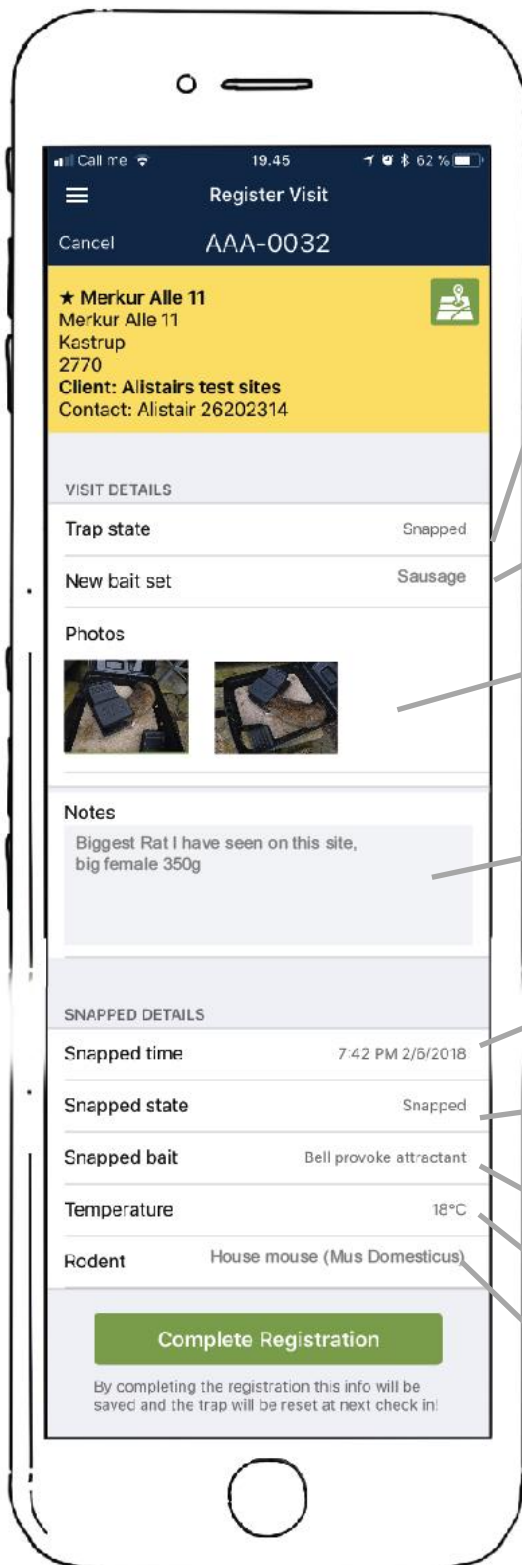 Call me 19.45 62 %
Register Visit
Cancel AAA-0032
★ Merkur Alle 11
Merkur Alle 11
Kastrup
2770
Client: Alistairs test sites
Contact: Alistair 26202314
VISIT DETAILS
Trap state Snapped
New bait set Sausage
Photos
Notes
Biggest Rat I have seen on this site,
big female 350g
SNAPPED DETAILS
Snapped time 7:42 PM 2/6/2018
Snapped state Snapped
Snapped bait Bell provoke attractant
Temperature 18°C
Rodent House mouse (Mus Domesticus)
Complete Registration
By completing the registration this info will be
saved and the trap will be reset at next check in!